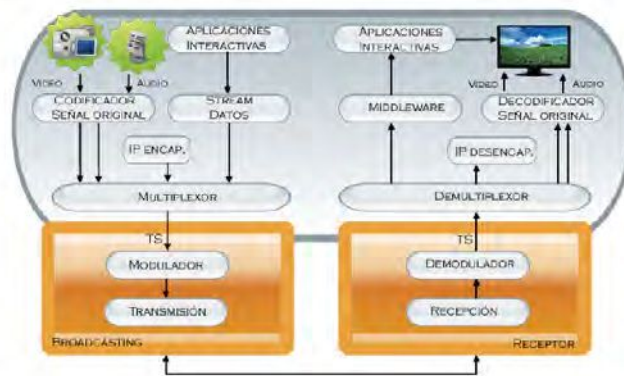 APLICACIONES
INTERACTIVAS
VIDEO
AUDIO
CODIFICADOR
SEÑAL ORIGINAL
STREAM
DATOS
IP ENCAP.
MULTIPLEXOR
TS
MODULADOR
TRANSMISIÓN
BROADCASTING
APLICACIONES
INTERACTIVAS
VIDEO
AUDIO
MIDDLEWARE
DECODIFICADOR
SEÑAL ORIGINAL
IP DESENCAP.
DEMULTIPLEXOR
TS
DEMODULADOR
RECEPCIÓN
RECEPTOR